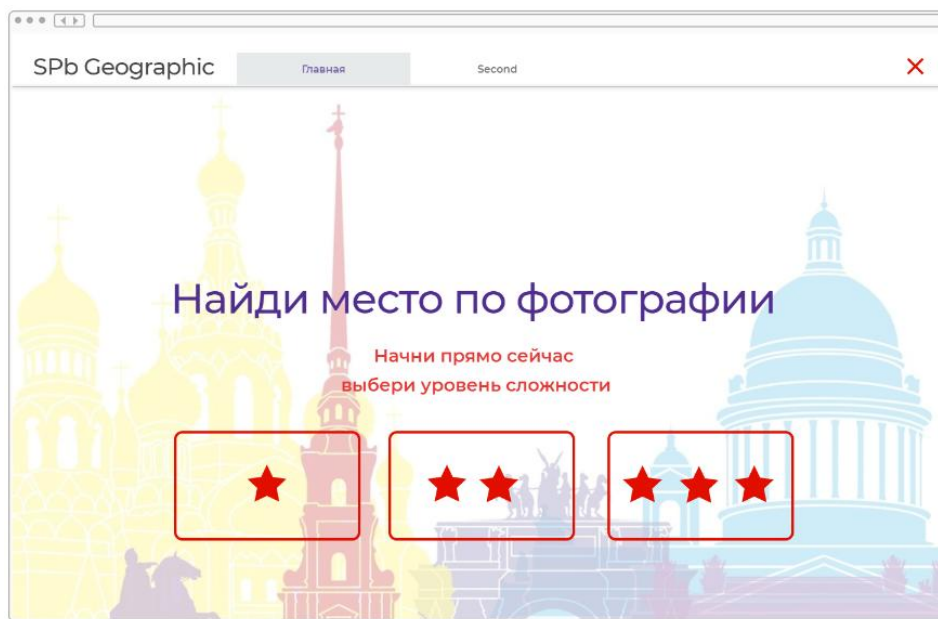 SPb Geographic
Главная
Second
Найди место по фотографии
Начни прямо сейчас
выбери уровень сложности